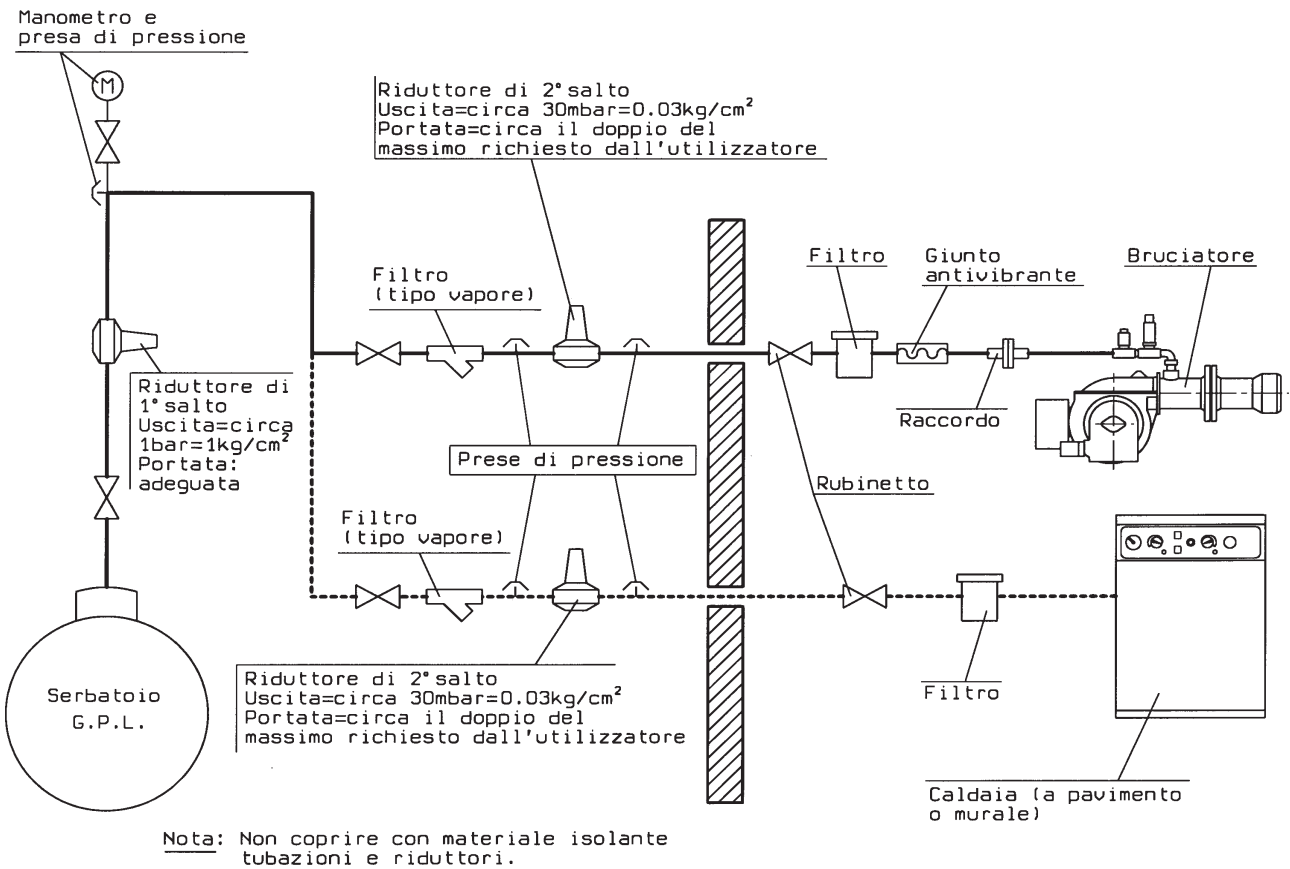 Manometro e
presa di pressione
M
Riduttore di 2° salto
Uscita=circa 30mbar=0.03kg/cm²
Portata=circa il doppio del
massimo richiesto dall'utilizzatore
Filtro
(tipo vapore)
Filtro
Giunto
antivibrante
Bruciatore
Riduttore di
1° salto
Uscita=circa
1bar=1kg/cm²
Portata:
adeguata
Raccordo
Prese di pressione
Rubinetto
Filtro
(tipo vapore)
Serbatoio
G.P.L.
Riduttore di 2° salto
Uscita=circa 30mbar=0.03kg/cm²
Portata=circa il doppio del
massimo richiesto dall'utilizzatore
Filtro
Caldaia (a pavimento
o murale)
Nota: Non coprire con materiale isolante
tubazioni e riduttori.